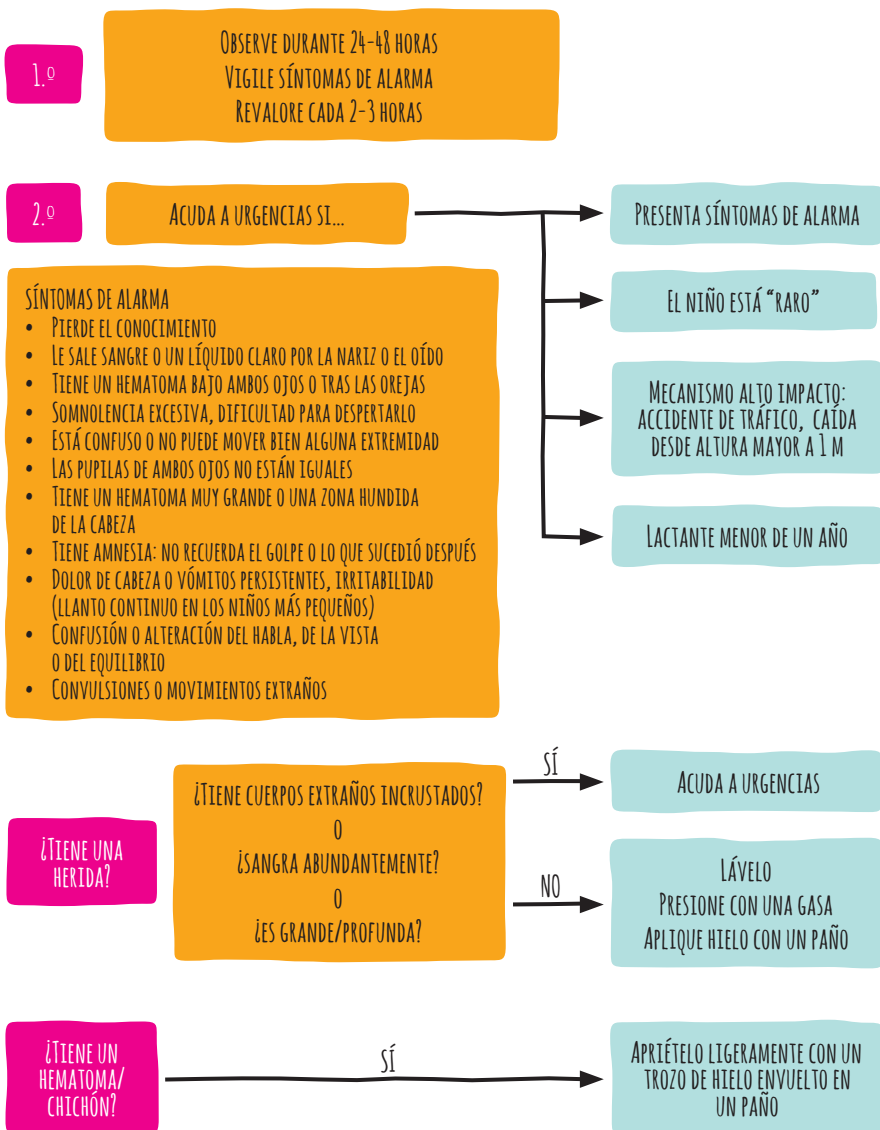 1.º
OBSERVE DURANTE 24-48 HORAS
VIGILE SÍNTOMAS DE ALARMA
REVALORE CADA 2-3 HORAS
2.º
ACUDA A URGENCIAS SI...
PRESENTA SÍNTOMAS DE ALARMA
EL NIÑO ESTÁ “RARO”
MECANISMO ALTO IMPACTO:
ACCIDENTE DE TRÁFICO, CAÍDA
DESDE ALTURA MAYOR A 1 M
LACTANTE MENOR DE UN AÑO
SÍNTOMAS DE ALARMA
• PIERDE EL CONOCIMIENTO
• LE SALE SANGRE O UN LÍQUIDO CLARO POR LA NARIZ O EL OÍDO
• TIENE UN HEMATOMA BAJO AMBOS OJOS O TRAS LAS OREJAS
• SOMNOLENCIA EXCESIVA, DIFICULTAD PARA DESPERTARLO
• ESTÁ CONFUSO O NO PUEDE MOVER BIEN ALGUNA EXTREMIDAD
• LAS PUPILAS DE AMBOS OJOS NO ESTÁN IGUALES
• TIENE UN HEMATOMA MUY GRANDE O UNA ZONA HUNDIDA
DE LA CABEZA
• TIENE AMNESIA: NO RECUERDA EL GOLPE O LO QUE SUCEDIÓ DESPUÉS
• DOLOR DE CABEZA O VÓMITOS PERSISTENTES, IRRITABILIDAD
(LLANTO CONTINUO EN LOS NIÑOS MÁS PEQUEÑOS)
• CONFUSIÓN O ALTERACIÓN DEL HABLA, DE LA VISTA
O DEL EQUILIBRIO
• CONVULSIONES O MOVIMIENTOS EXTRAÑOS
¿TIENE UNA
HERIDA?
¿TIENE CUERPOS EXTRAÑOS INCRUSTADOS?
O
¿SANGRA ABUNDANTEMENTE?
O
¿ES GRANDE/PROFUNDA?
SÍ
ACUDA A URGENCIAS
NO
LÁVELO
PRESIONE CON UNA GASA
APLIQUE HIELO CON UN PAÑO
¿TIENE UN
HEMATOMA/
CHICHÓN?
SÍ
APRIÉTELO LIGERAMENTE CON UN
TROZO DE HIELO ENVUELTO EN
UN PAÑO